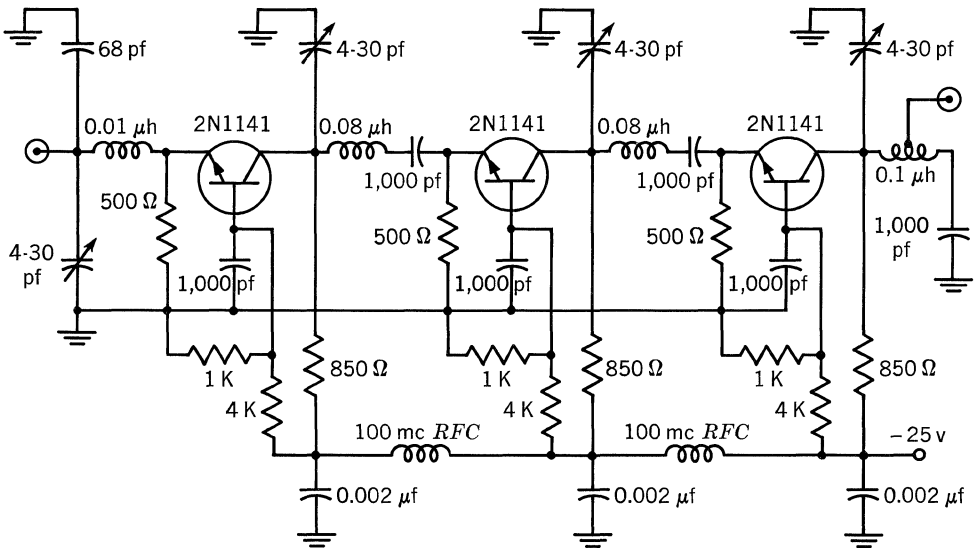 68 pf
4-30 pf
4-30 pf
4-30 pf
0.01 μh
2N1141
0.08 μh
2N1141
0.08 μh
2N1141
1,000 pf
1,000 pf
0.1 μh
500 Ω
500 Ω
500 Ω
1,000
pf
4-30
pf
1,000 pf
1,000 pf
1,000 pf
1 K
850 Ω
1 K
850 Ω
1 K
850 Ω
4 K
4 K
4 K
100 mc RFC
100 mc RFC
–25 v
0.002 μf
0.002 μf
0.002 μf